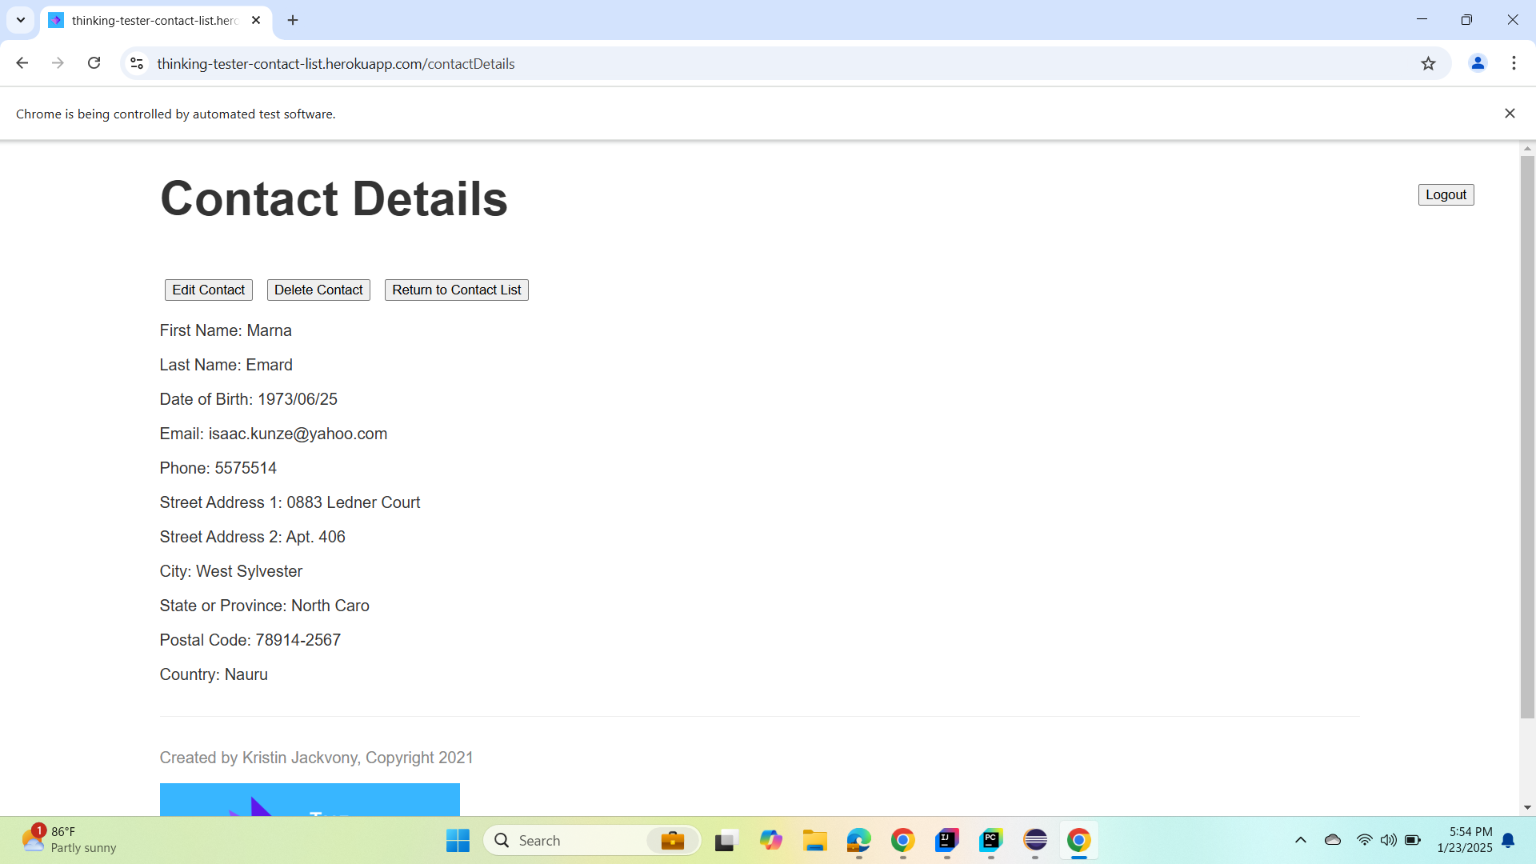 thinking-tester-contact-list.hero
thinking-tester-contact-list.herokuapp.com/contactDetails
Chrome is being controlled by automated test software.
Contact Details
Logout
Edit Contact
Delete Contact
Return to Contact List
First Name: Marna
Last Name: Emard
Date of Birth: 1973/06/25
Email: isaac.kunze@yahoo.com
Phone: 5575514
Street Address 1: 0883 Ledner Court
Street Address 2: Apt. 406
City: West Sylvester
State or Province: North Caro
Postal Code: 78914-2567
Country: Nauru
Created by Kristin Jackvony, Copyright 2021
1
86°F
Partly sunny
Search
IJ
PC
5:54 PM
1/23/2025